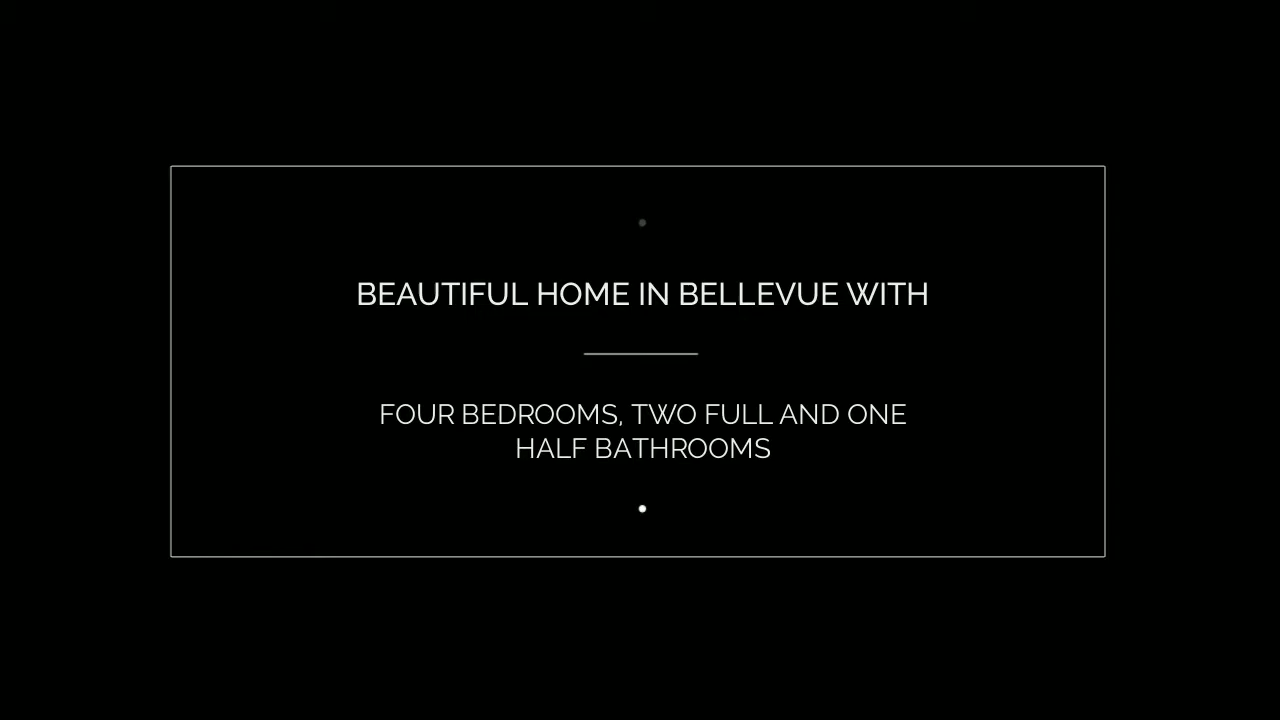 BEAUTIFUL HOME IN BELLEVUE WITH
FOUR BEDROOMS, TWO FULL AND ONE
HALF BATHROOMS